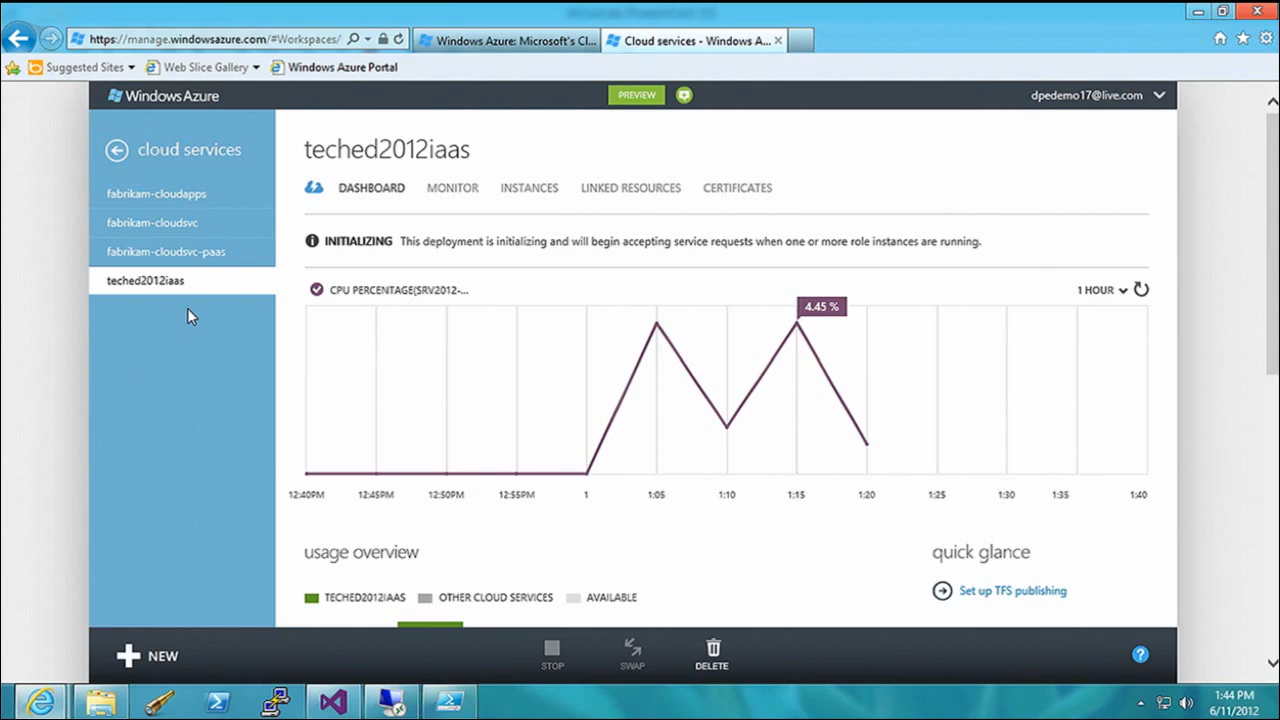 https://manage.windowsazure.com/#Workspaces/
Windows Azure: Microsoft's Cl...
Cloud services - Windows A...
Suggested Sites
Web Slice Gallery
Windows Azure Portal
Windows Azure
PREVIEW
dpedemo17@live.com
cloud services
fabrikam-cloudapps
fabrikam-cloudsvc
fabrikam-cloudsvc-paas
teched2012iaas
teched2012iaas
DASHBOARD MONITOR INSTANCES LINKED RESOURCES CERTIFICATES
INITIALIZING This deployment is initializing and will begin accepting service requests when one or more role instances are running.
CPU PERCENTAGE(SRV2012-...
1 HOUR
4.45 %
12:40PM 12:45PM 12:50PM 12:55PM 1 1:05 1:10 1:15 1:20 1:25 1:30 1:35 1:40
usage overview
TECHED2012IAAS OTHER CLOUD SERVICES AVAILABLE
quick glance
Set up TFS publishing
NEW
STOP
SWAP
DELETE
?
1:44 PM
6/11/2012